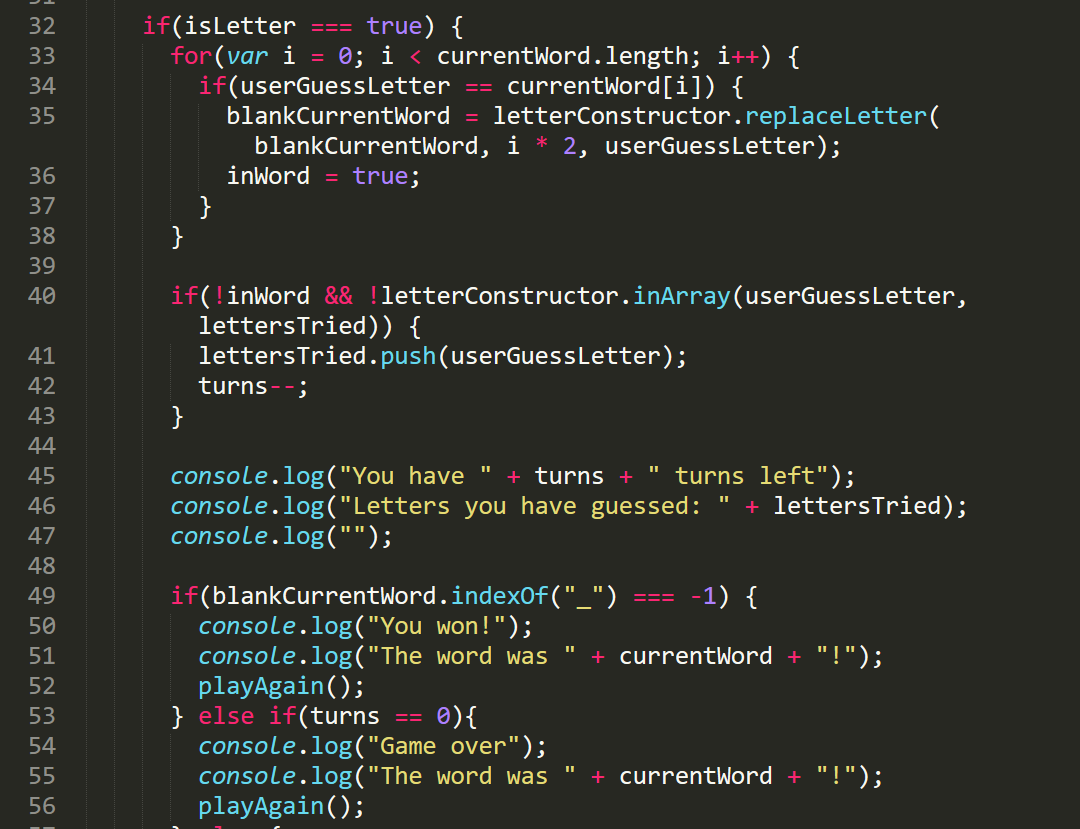 32 if(isLetter === true) {
33 for(var i = 0; i < currentWord.length; i++) {
34 if(userGuessLetter == currentWord[i]) {
35 blankCurrentWord = letterConstructor.replaceLetter(
blankCurrentWord, i * 2, userGuessLetter);
36 inWord = true;
37 }
38 }
39
40 if(!inWord && !letterConstructor.inArray(userGuessLetter,
lettersTried)) {
41 lettersTried.push(userGuessLetter);
42 turns--;
43 }
44
45 console.log("You have " + turns + " turns left");
46 console.log("Letters you have guessed: " + lettersTried);
47 console.log("");
48
49 if(blankCurrentWord.indexOf("_") === -1) {
50 console.log("You won!");
51 console.log("The word was " + currentWord + "!");
52 playAgain();
53 } else if(turns == 0){
54 console.log("Game over");
55 console.log("The word was " + currentWord + "!");
56 playAgain();